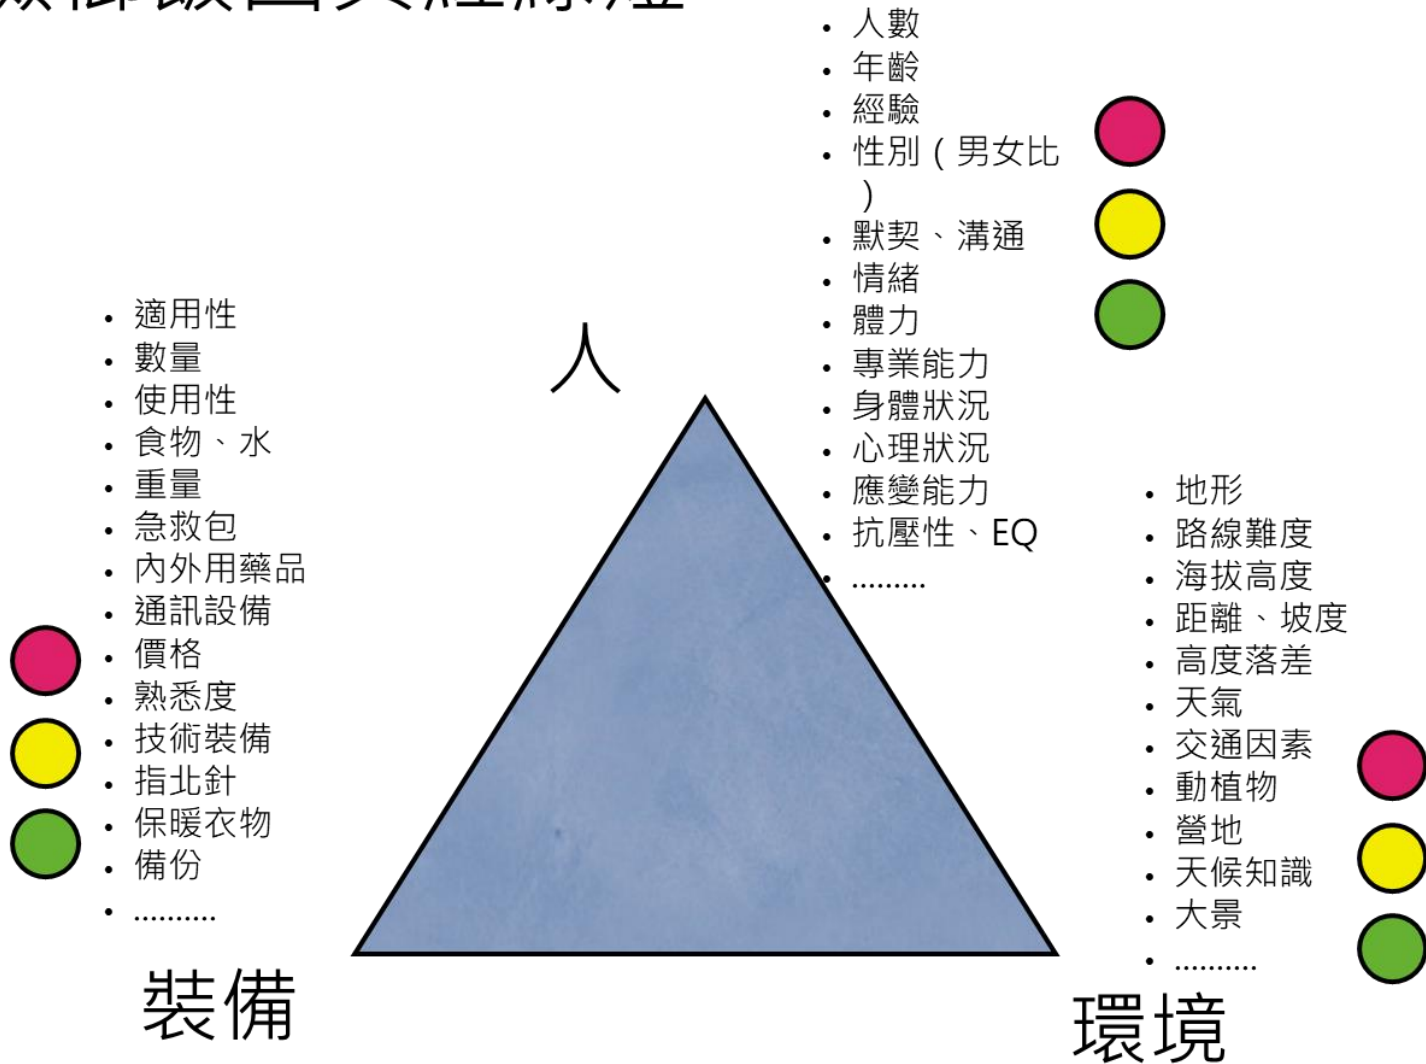 • 人數
• 年齡
• 經驗
• 性別（男女比
）
• 默契、溝通
• 情緒
• 體力
• 專業能力
• 身體狀況
• 心理狀況
• 應變能力
• 抗壓性、EQ
• .........
人
• 適用性
• 數量
• 使用性
• 食物、水
• 重量
• 急救包
• 內外用藥品
• 通訊設備
• 價格
• 熟悉度
• 技術裝備
• 指北針
• 保暖衣物
• 備份
• ..........
裝備
• 地形
• 路線難度
• 海拔高度
• 距離、坡度
• 高度落差
• 天氣
• 交通因素
• 動植物
• 營地
• 天候知識
• 大景
• ..........
環境